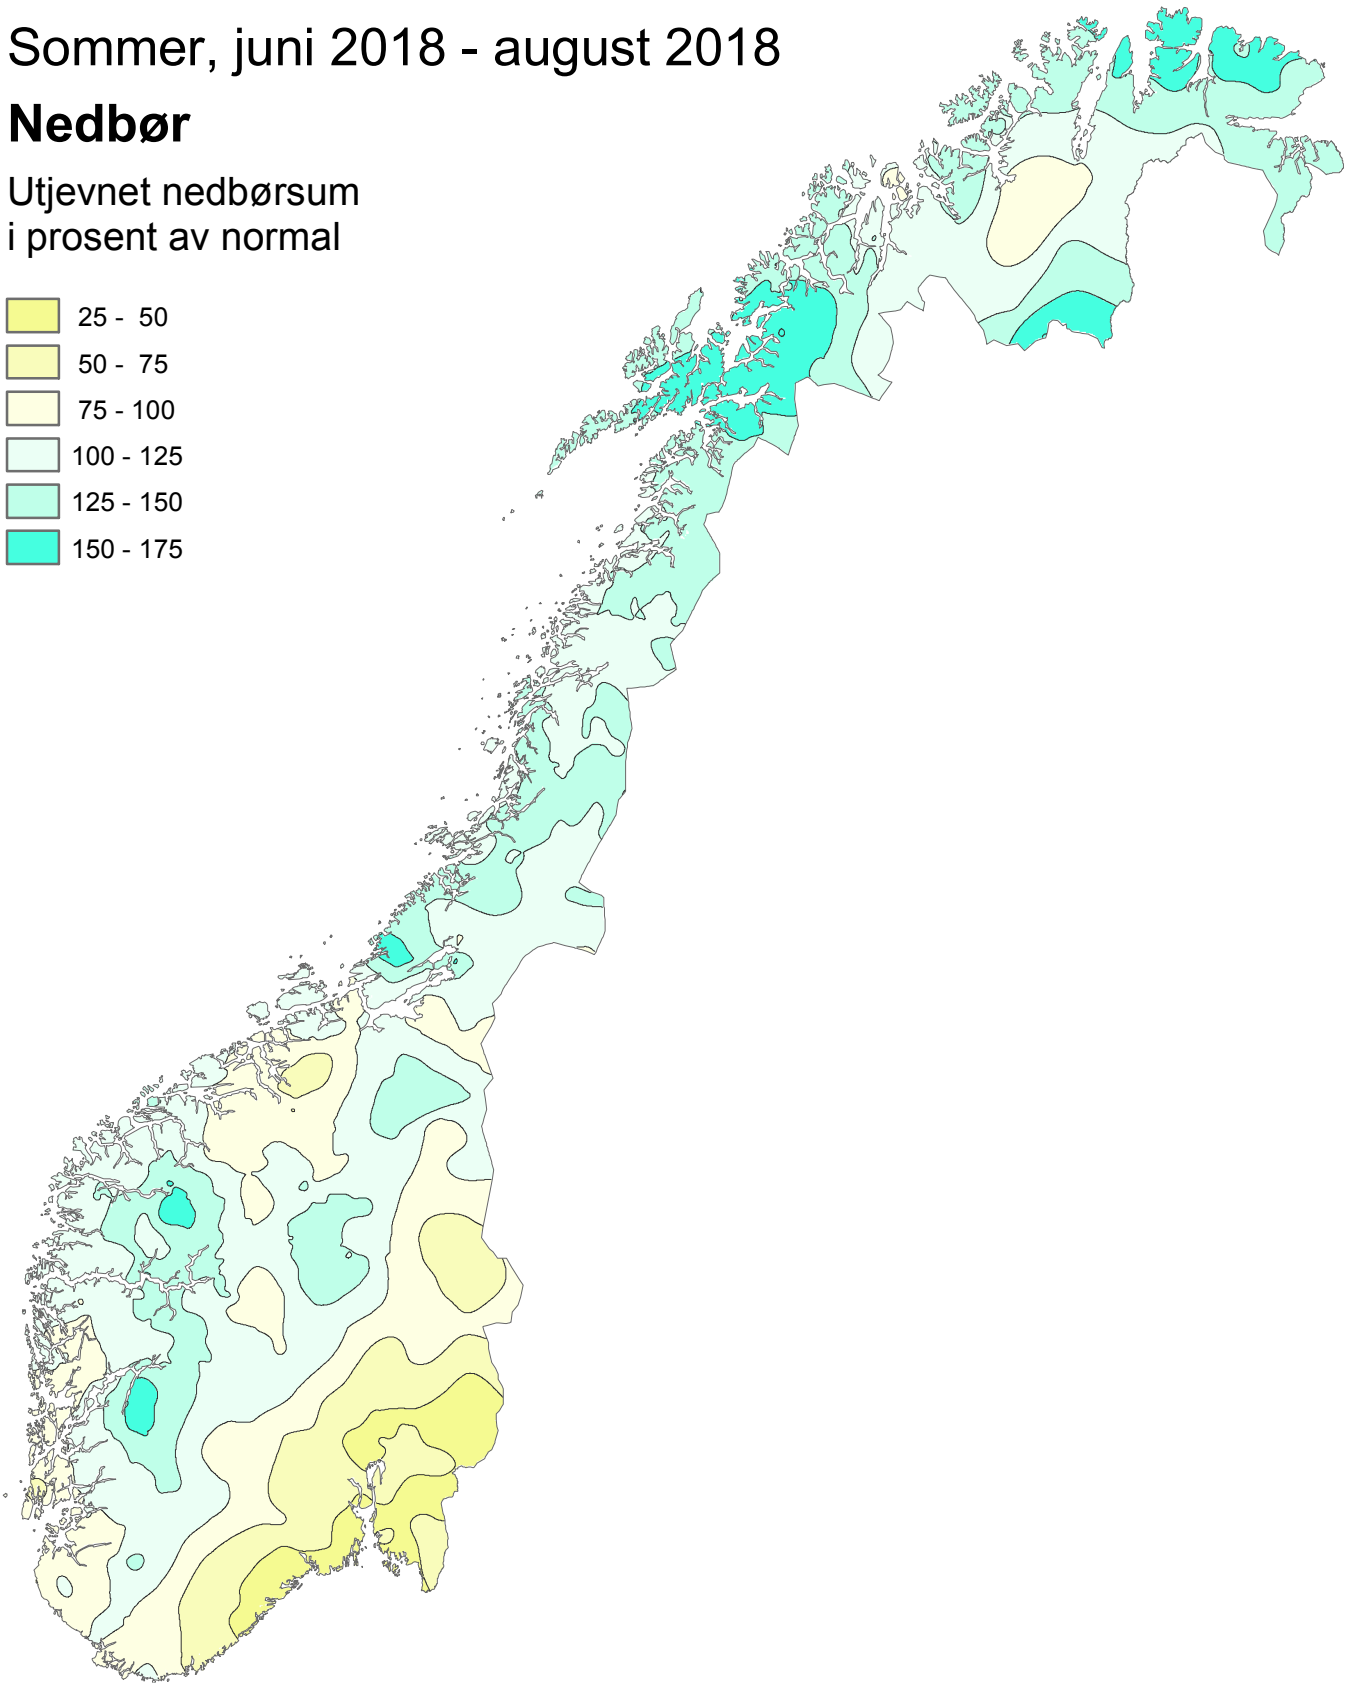 Sommer, juni 2018 - august 2018
Nedbør
Utjevnet nedbørsum
i prosent av normal
25 - 50
50 - 75
75 - 100
100 - 125
125 - 150
150 - 175